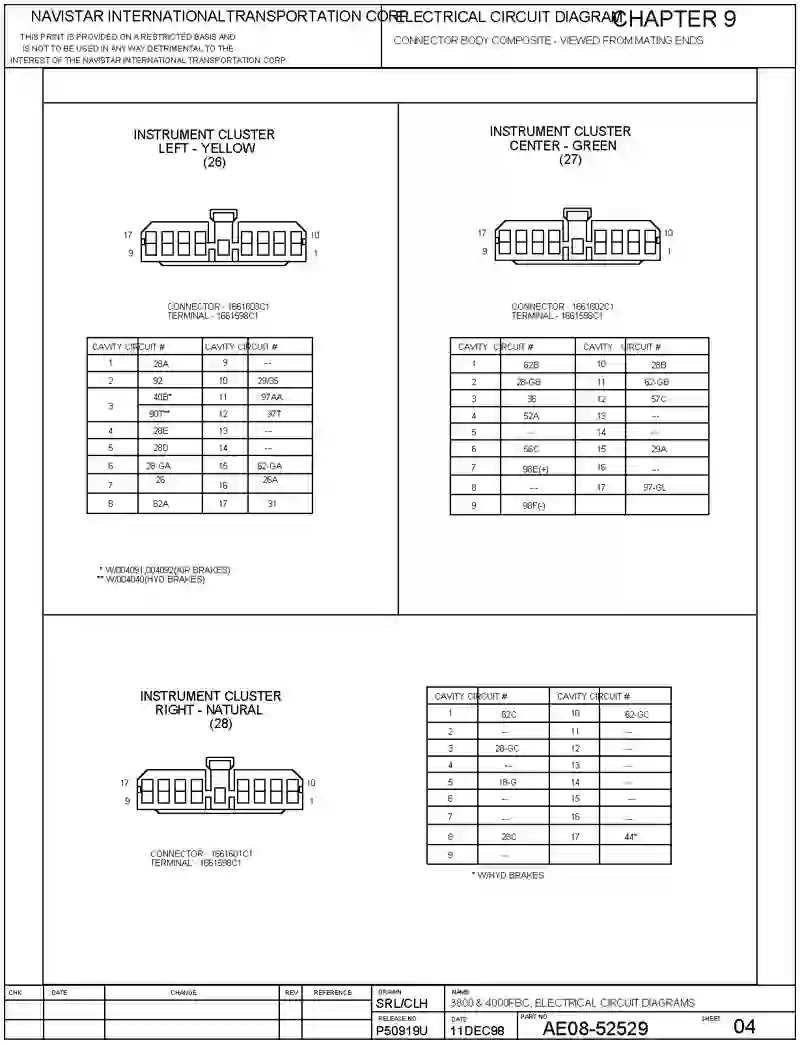 NAVISTAR INTERNATIONAL TRANSPORTATION CORP.
THIS PRINT IS PROVIDED ON A RESTRICTED BASIS AND
IS NOT TO BE USED IN ANY WAY DETRIMENTAL TO THE
INTEREST OF THE NAVISTAR INTERNATIONAL TRANSPORTATION CORP.
ELECTRICAL CIRCUIT DIAGRAM
CHAPTER 9
CONNECTOR BODY COMPOSITE - VIEWED FROM MATING ENDS
INSTRUMENT CLUSTER
LEFT - YELLOW
(26)
17 10
9 1
CONNECTOR - 1661603C1
TERMINAL - 1661598C1
CAVITY CIRCUIT # CAVITY CIRCUIT #
1 28A 9 ---
2 92 10 29/35
3 40B* 11 97AA
90T** 12 97T
4 28E 13 ---
5 28D 14 ---
6 28-GA 15 62-GA
7 26 16 26A
8 62A 17 31
* W/004091,004092(AIR BRAKES)
** W/004040(HYD BRAKES)
INSTRUMENT CLUSTER
CENTER - GREEN
(27)
17 10
9 1
CONNECTOR - 1661602C1
TERMINAL - 1661598C1
CAVITY CIRCUIT # CAVITY CIRCUIT #
1 62B 10 28B
2 28-GB 11 62-GB
3 36 12 57C
4 52A 13 ---
5 --- 14 ---
6 56C 15 29A
7 98E(+) 16 ---
8 --- 17 97-GL
9 98F(-)
INSTRUMENT CLUSTER
RIGHT - NATURAL
(28)
17 10
9 1
CONNECTOR - 1661601C1
TERMINAL - 1661598C1
CAVITY CIRCUIT # CAVITY CIRCUIT #
1 62C 10 62-GC
2 --- 11 ---
3 28-GC 12 ---
4 --- 13 ---
5 18-G 14 ---
6 --- 15 ---
7 --- 16 ---
8 28C 17 44*
9 ---
* W/HYD BRAKES
CHK DATE CHANGE REV REFERENCE
DRAWN
SRL/CLH
NAME
3800 & 4000FBC, ELECTRICAL CIRCUIT DIAGRAMS
RELEASE NO
P50919U
DATE
11DEC98
PART NO
AE08-52529
SHEET
04